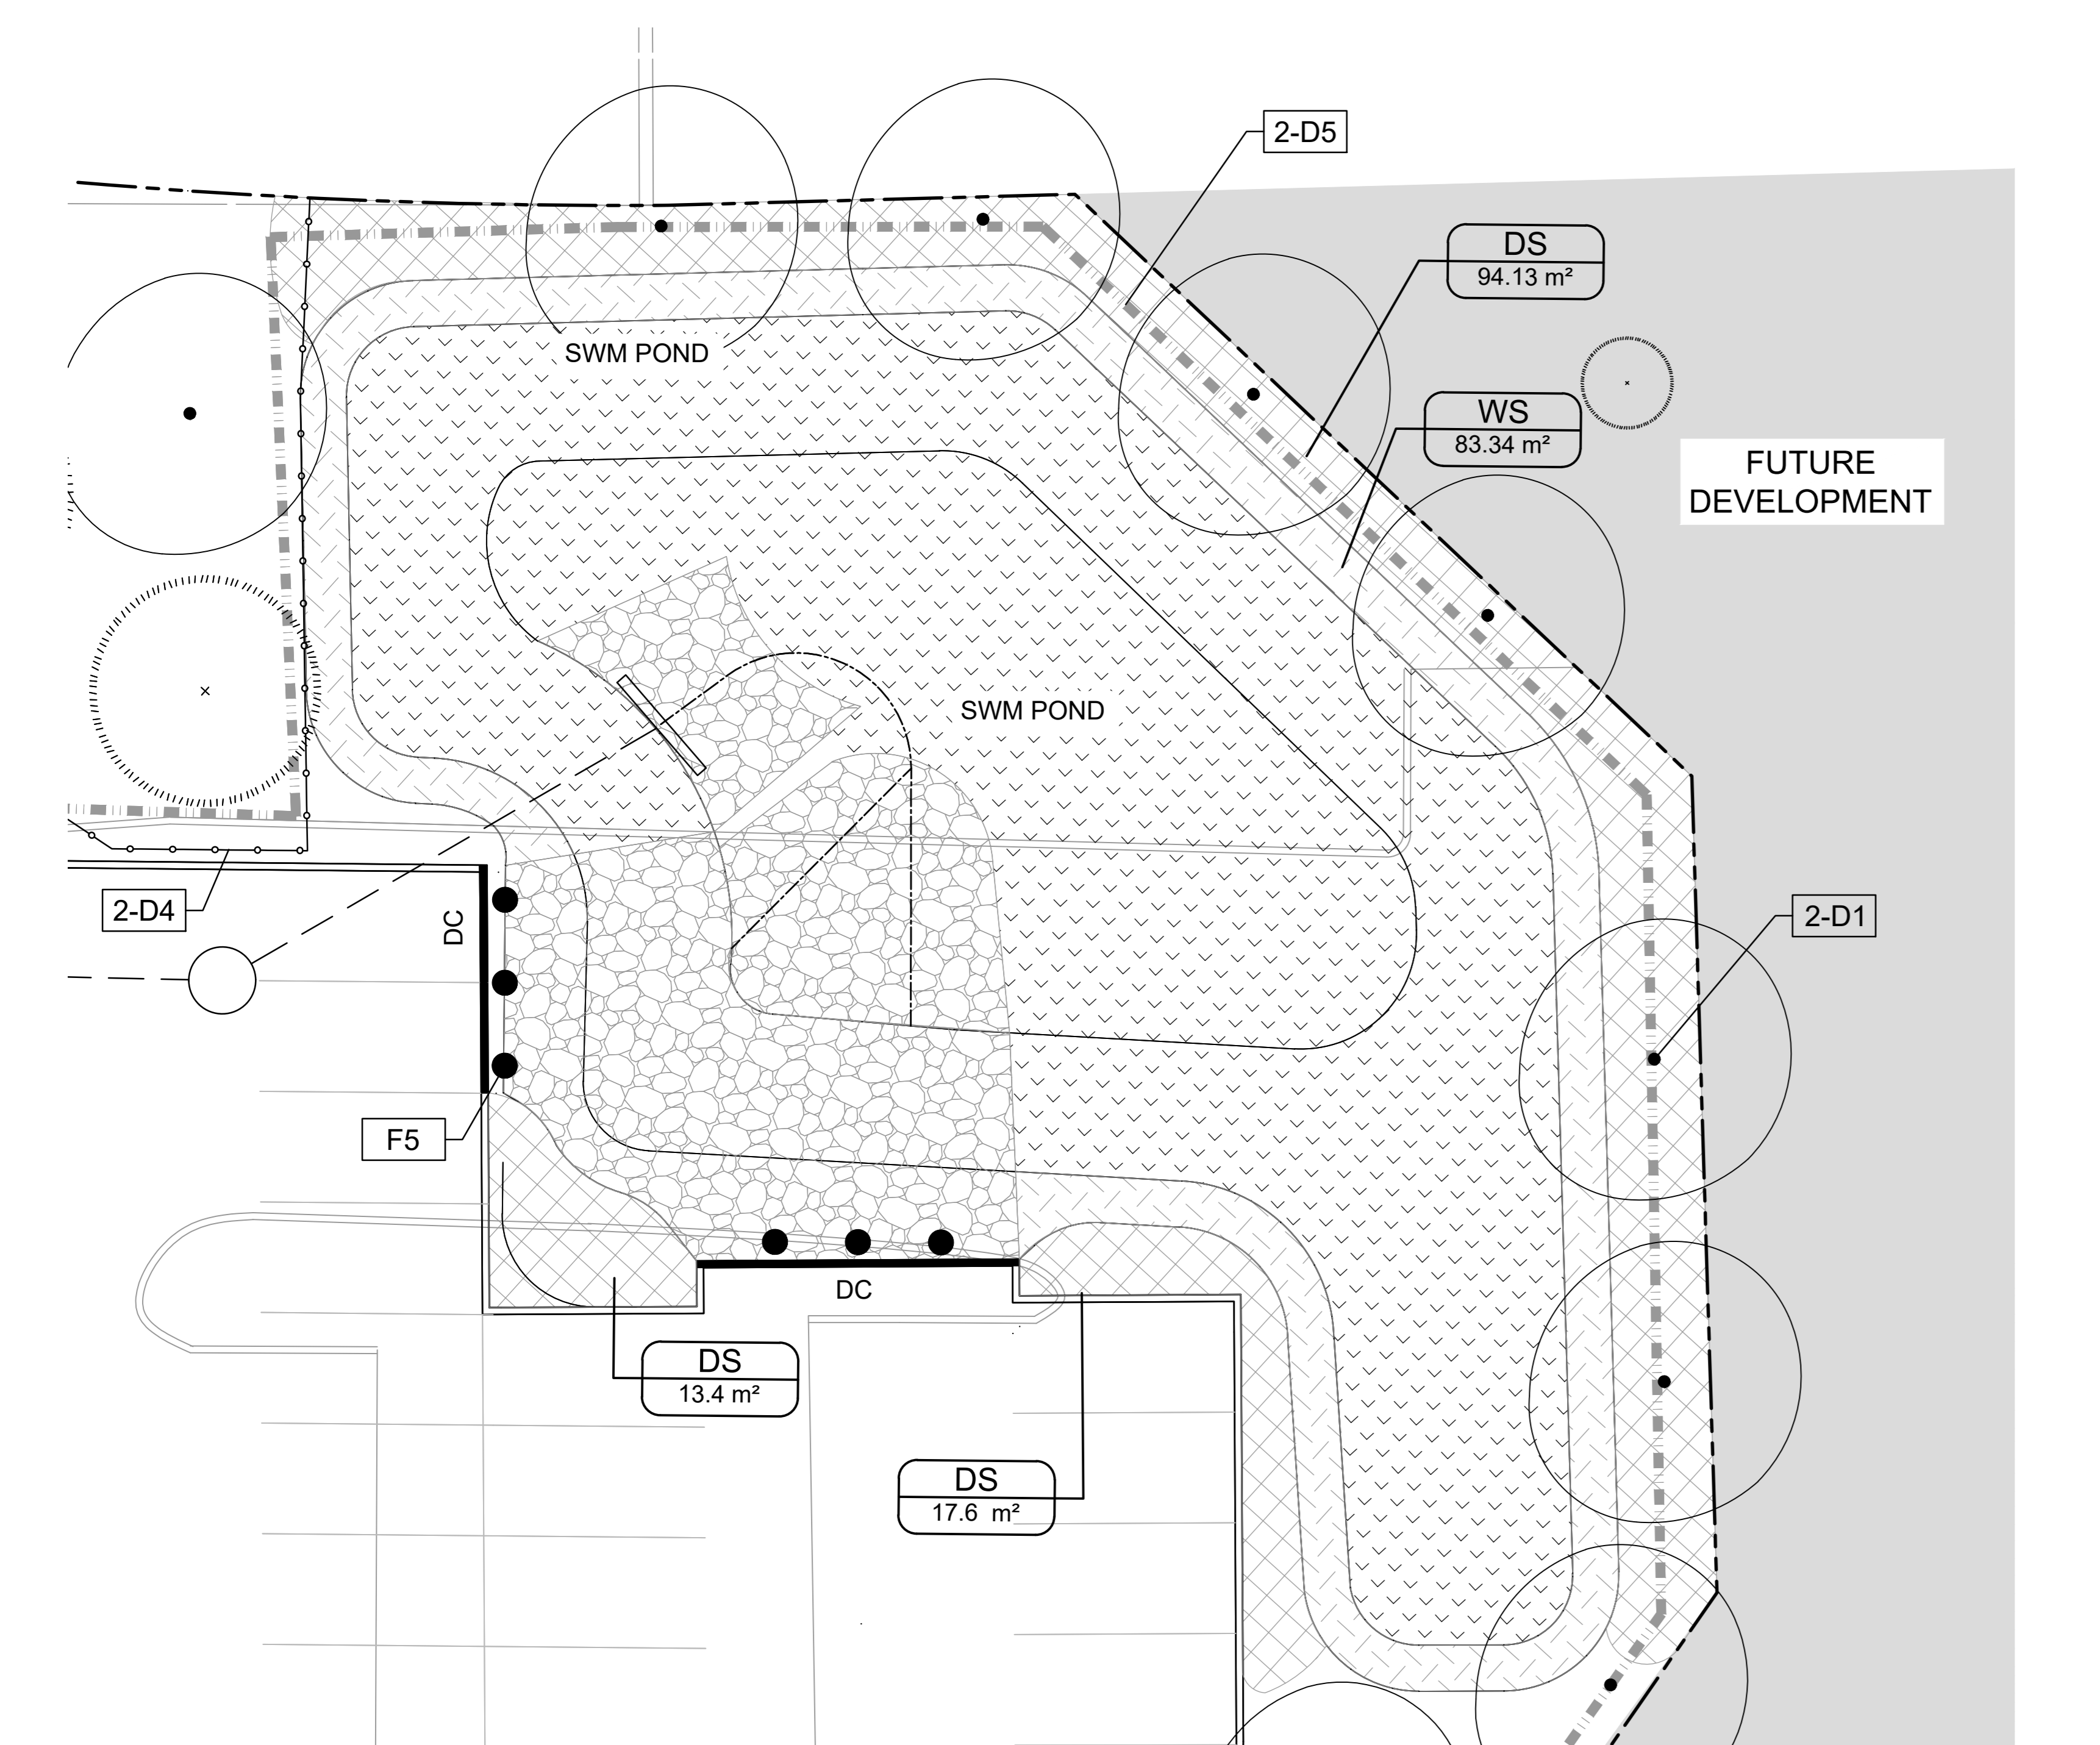 2-D5
DS
94.13 m²
SWM POND
WS
83.34 m²
FUTURE
DEVELOPMENT
SWM POND
2-D4
DC
2-D1
F5
DC
DS
13.4 m²
DS
17.6 m²